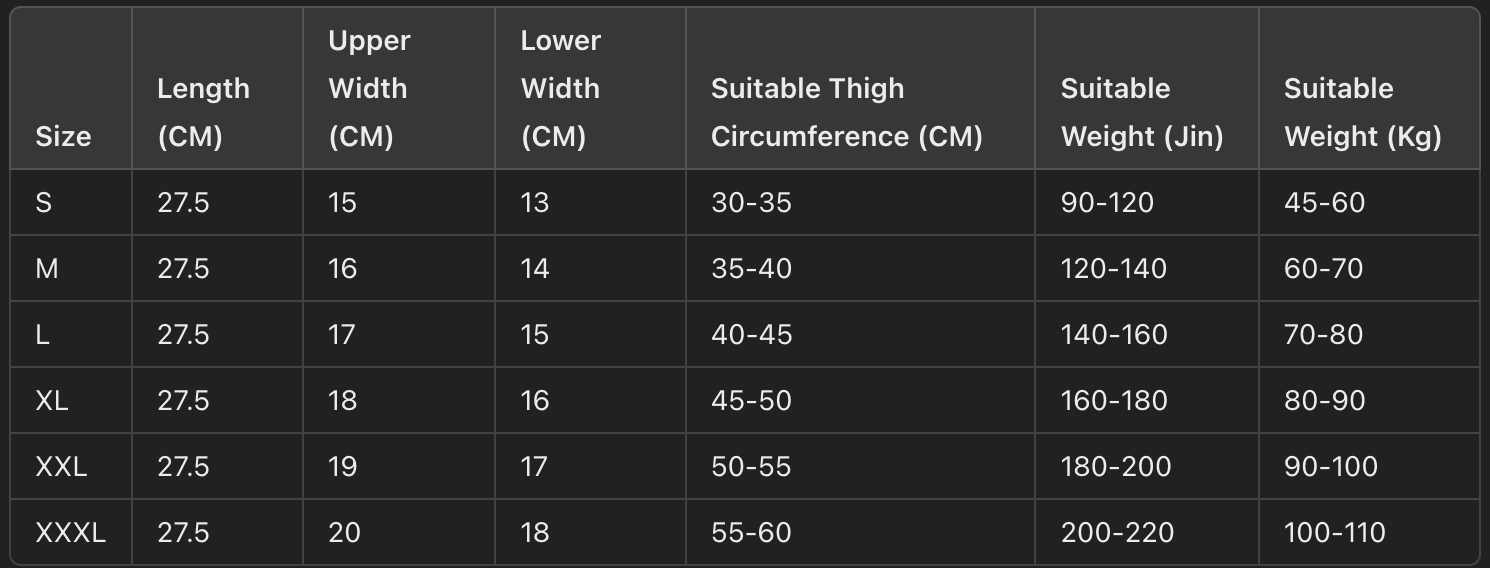 Size Length (CM) Upper Width (CM) Lower Width (CM) Suitable Thigh Circumference (CM) Suitable Weight (Jin) Suitable Weight (Kg)
S 27.5 15 13 30-35 90-120 45-60
M 27.5 16 14 35-40 120-140 60-70
L 27.5 17 15 40-45 140-160 70-80
XL 27.5 18 16 45-50 160-180 80-90
XXL 27.5 19 17 50-55 180-200 90-100
XXXL 27.5 20 18 55-60 200-220 100-110